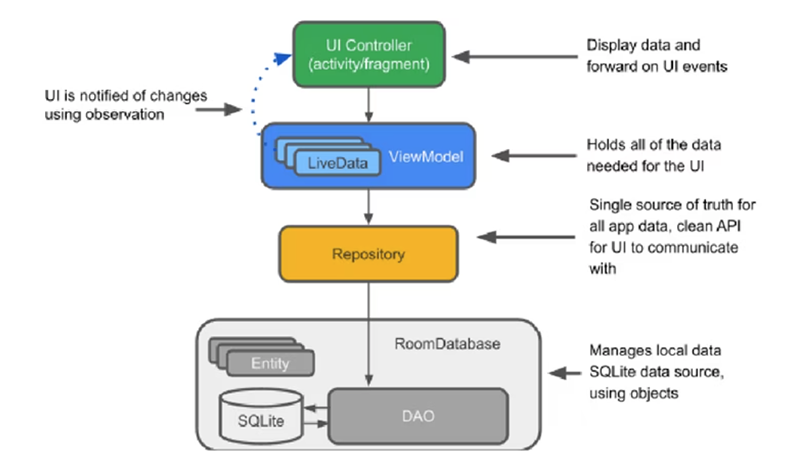 UI Controller
(activity/fragment)
Display data and
forward on UI events
UI is notified of changes
using observation
LiveData
ViewModel
Holds all of the data
needed for the UI
Single source of truth for
all app data, clean API
for UI to communicate
with
Repository
RoomDatabase
Entity
SQLite
DAO
Manages local data
SQLite data source,
using objects